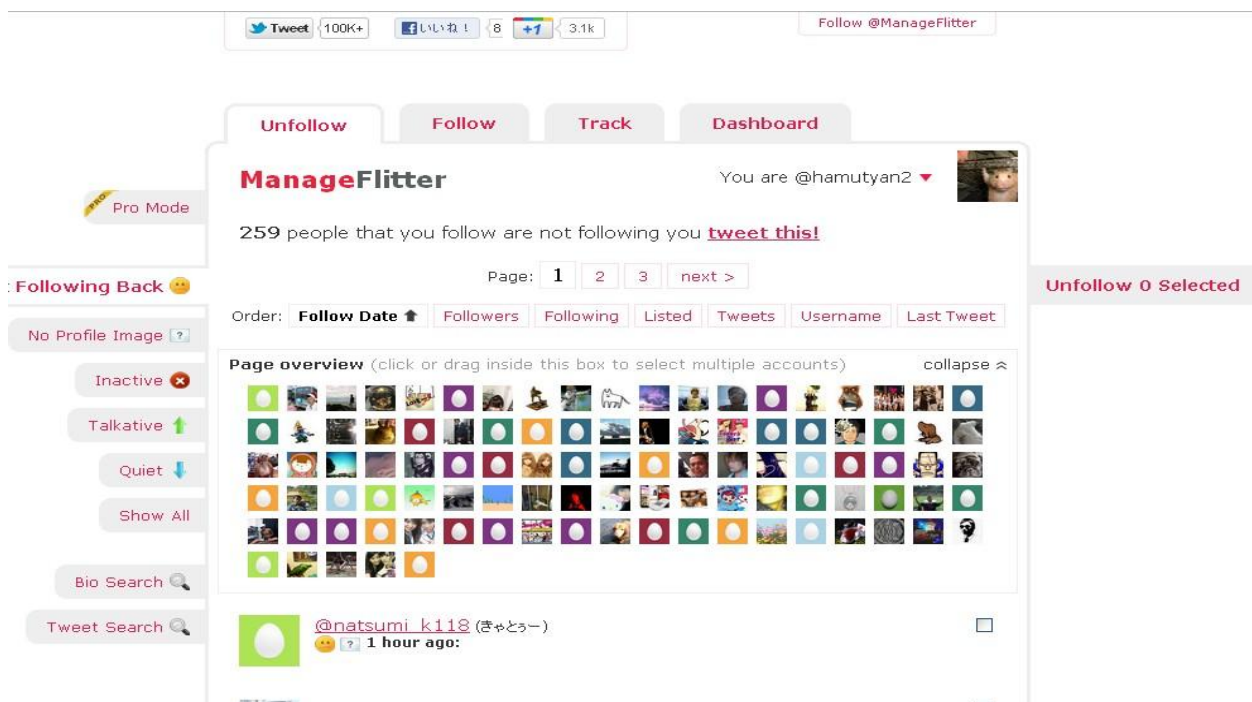 Tweet 100K+ いいね！ 8 +1 3.1k Follow @ManageFlitter
Unfollow Follow Track Dashboard
ManageFlitter You are @hamutyan2
PRO Pro Mode
259 people that you follow are not following you tweet this!
Page: 1 2 3 next >
Following Back Unfollow 0 Selected
Order: Follow Date Followers Following Listed Tweets Username Last Tweet
No Profile Image ?
Page overview (click or drag inside this box to select multiple accounts) collapse
Inactive
Talkative
Quiet
Show All
Bio Search
Tweet Search
@natsumi_k118 (きゃとぅー)
? 1 hour ago: